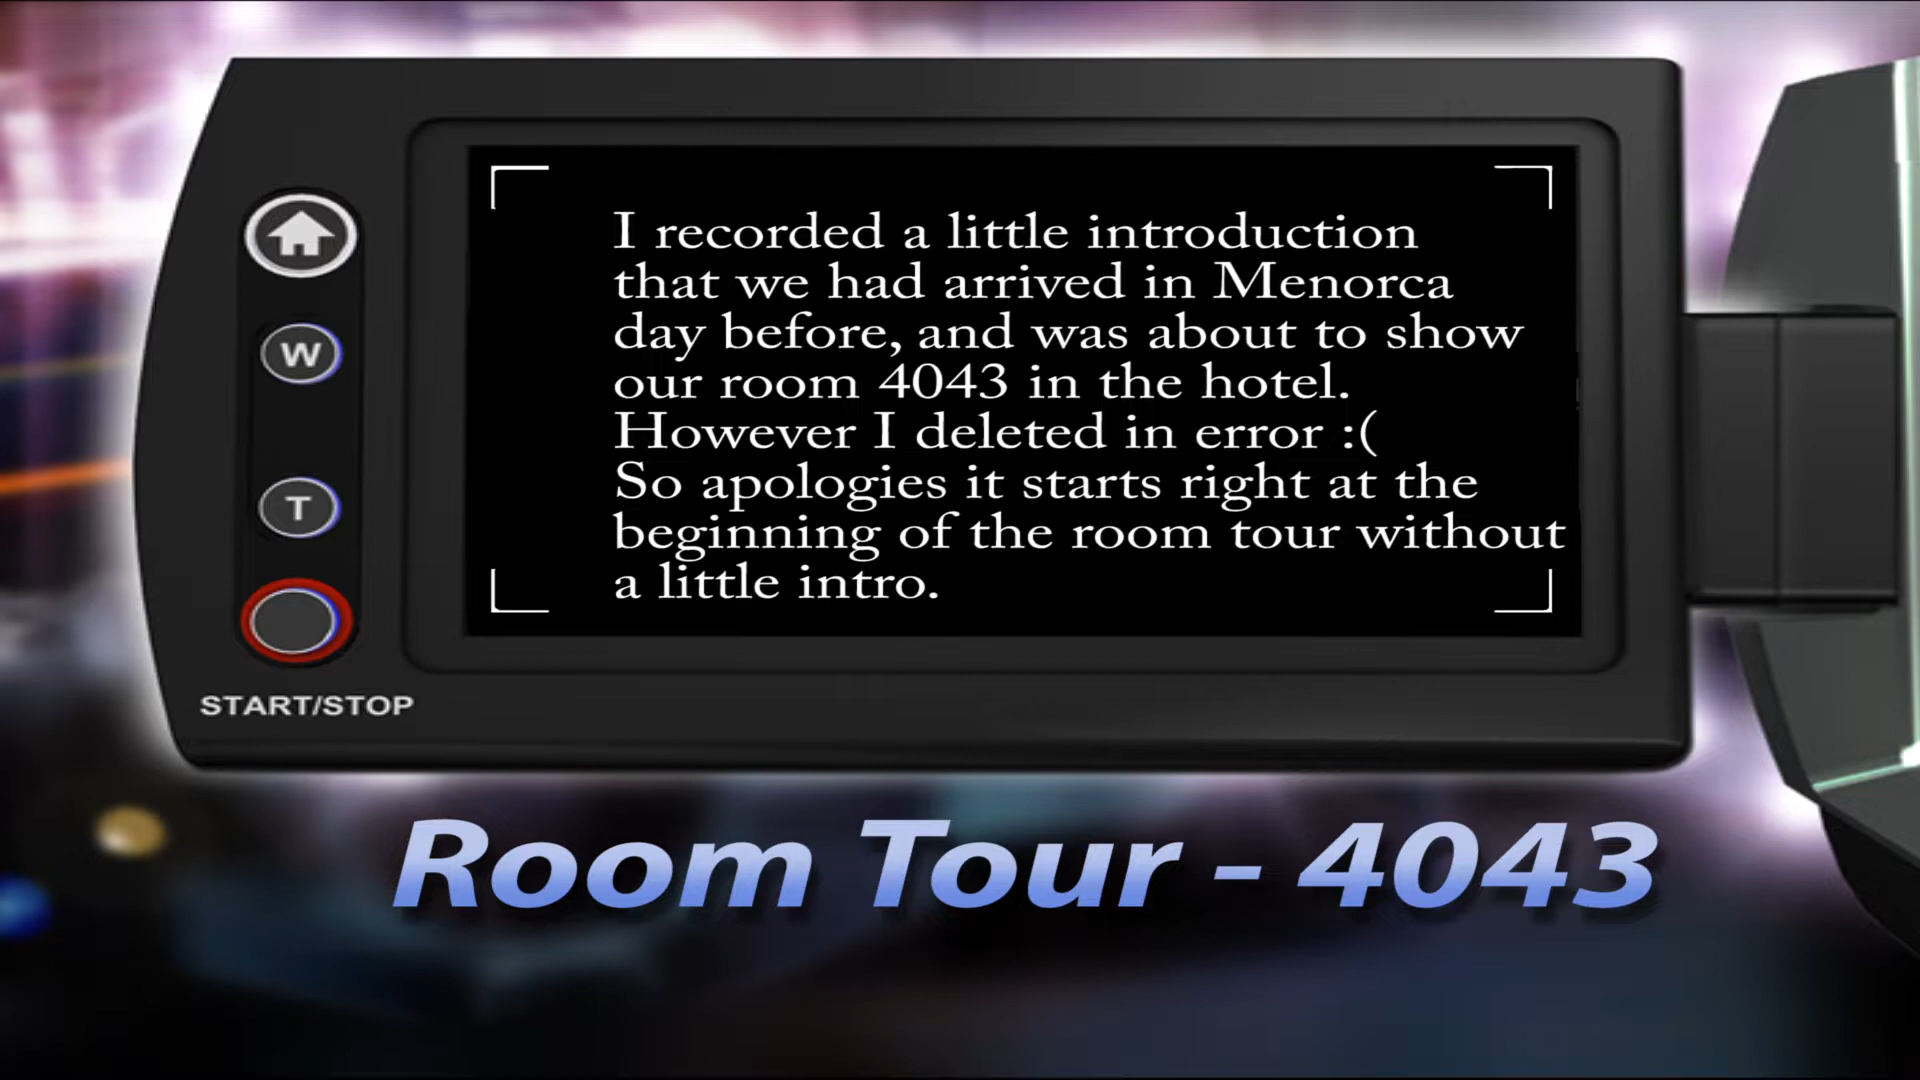 I recorded a little introduction
that we had arrived in Menorca
day before, and was about to show
our room 4043 in the hotel.
However I deleted in error :(
So apologies it starts right at the
beginning of the room tour without
a little intro.
W
T
START/STOP
Room Tour - 4043